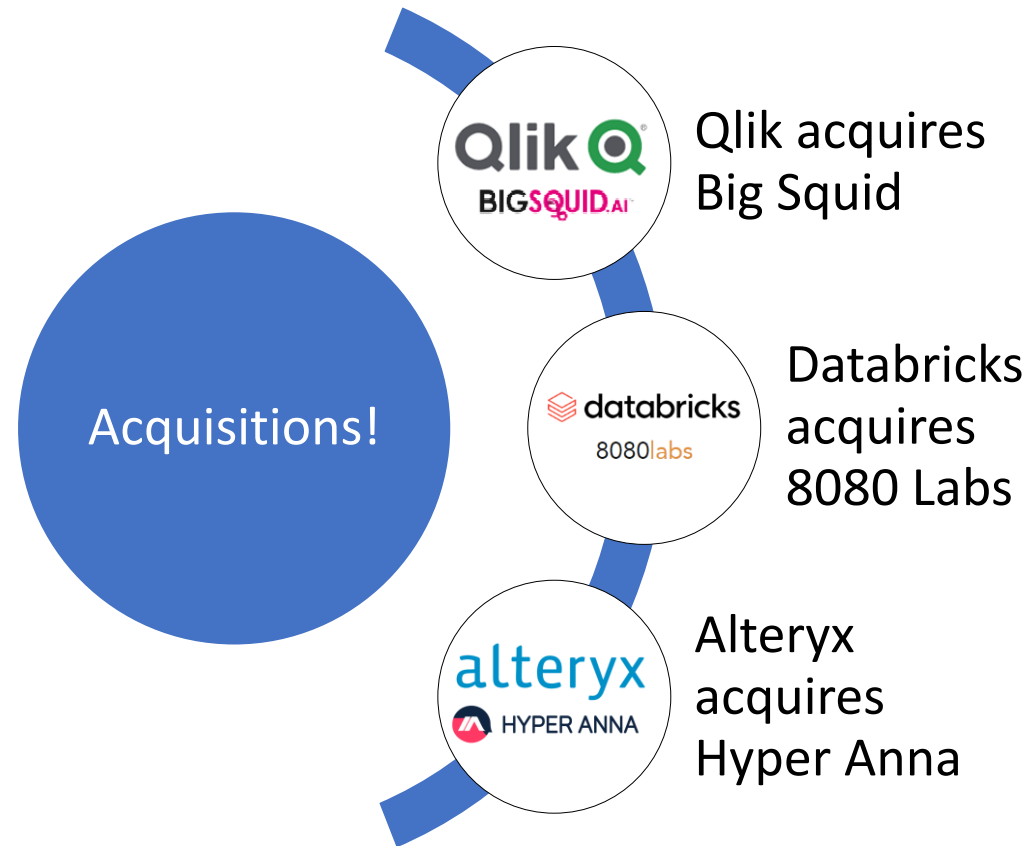 Acquisitions!
Qlik
BIGSQUID.AI
Qlik acquires
Big Squid
databricks
8080labs
Databricks
acquires
8080 Labs
alteryx
HYPER ANNA
Alteryx
acquires
Hyper Anna